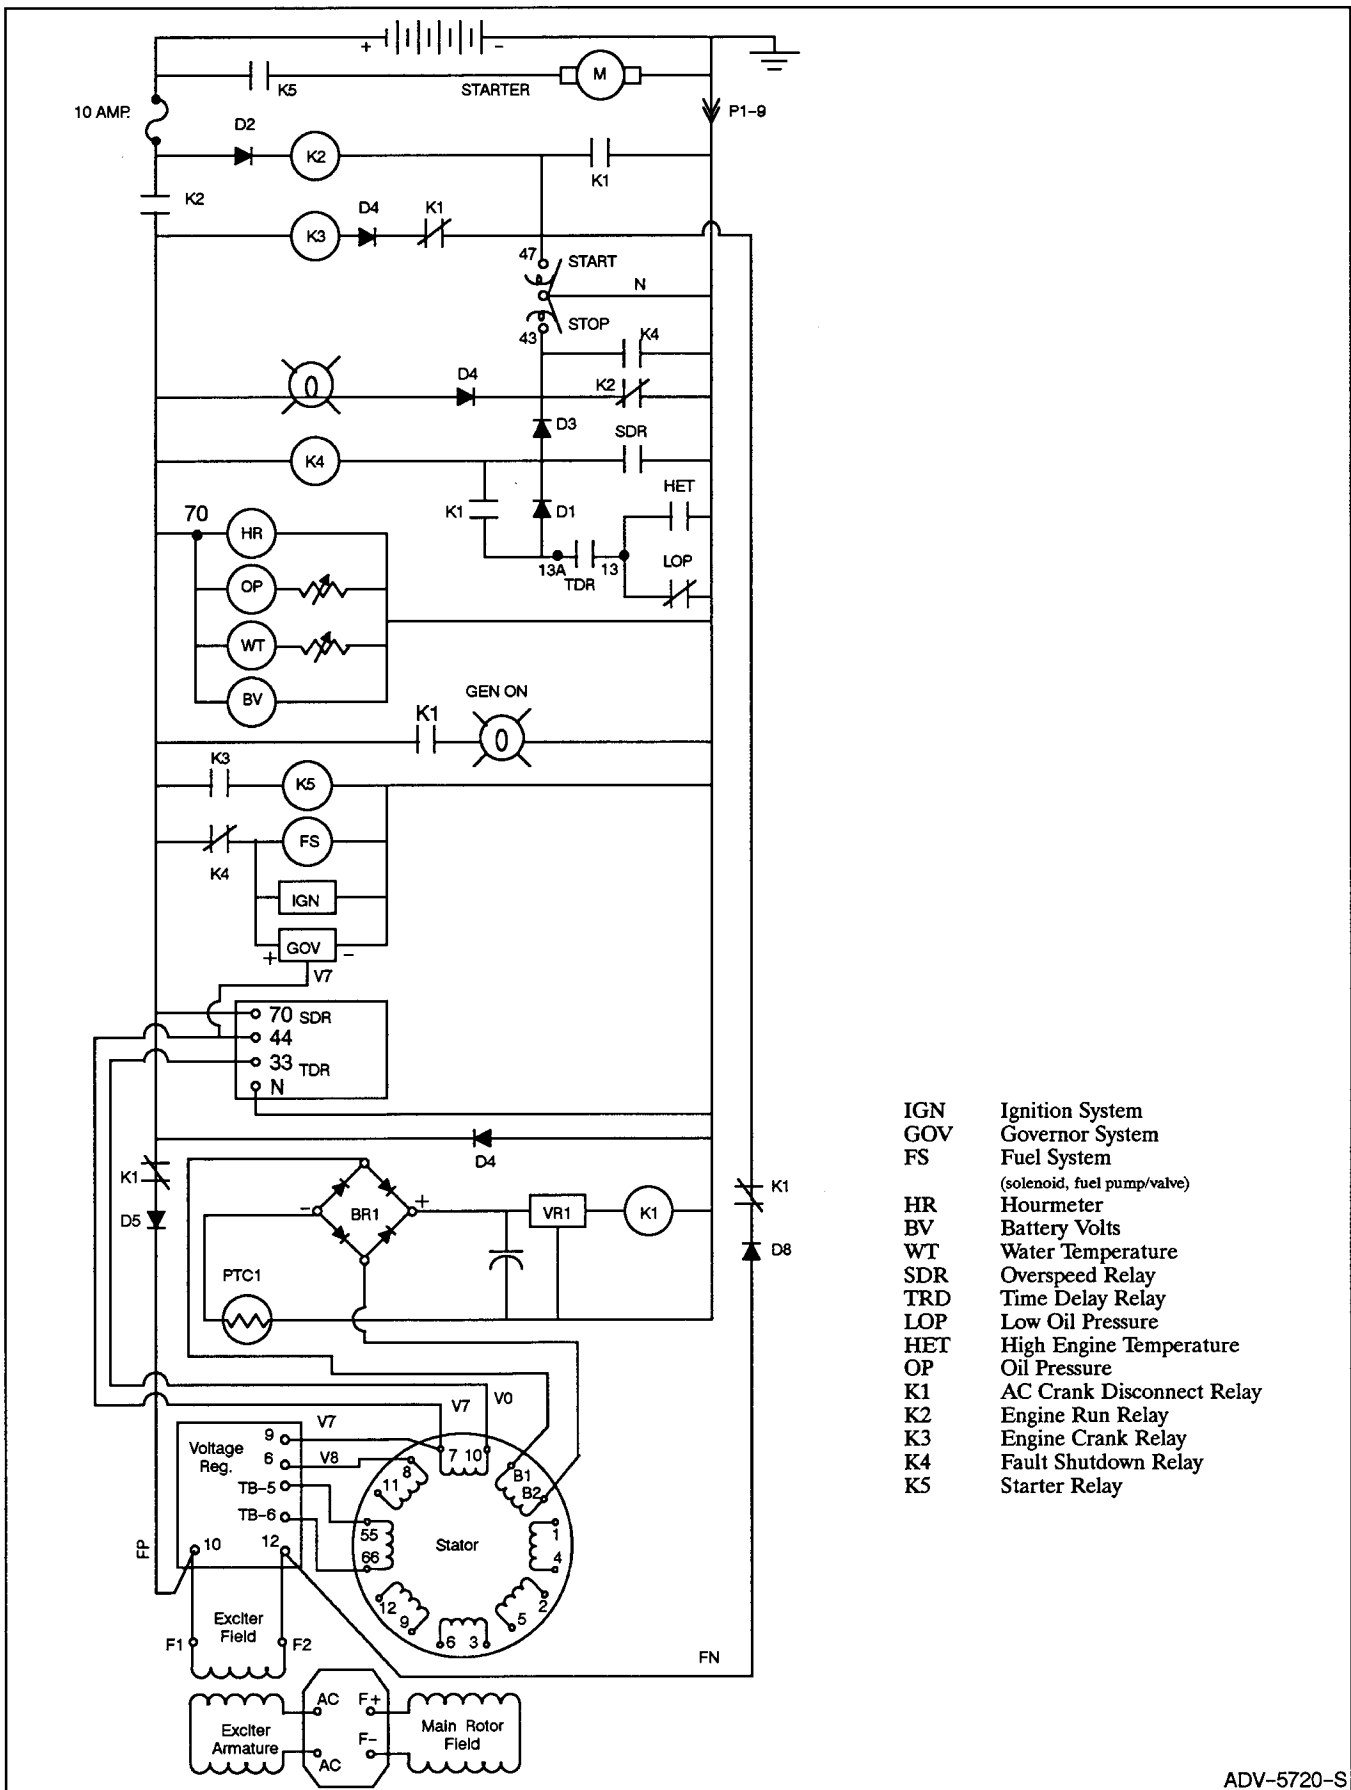 + -
K5
STARTER
M
10 AMP.
P1-9
D2
K2
K1
K2
K3
D4
K1
47
START
N
STOP
43
K4
D4
K2
D3
SDR
K4
HET
K1
D1
70
HR
13A
TDR
13
LOP
OP
WT
BV
GEN ON
K1
K3
K5
FS
K4
IGN
+ GOV -
V7
70 SDR
44
33 TDR
N
D4
K1
D5
- BR1 +
VR1
K1
K1
D8
PTC1
IGN Ignition System
GOV Governor System
FS Fuel System
(solenoid, fuel pump/valve)
HR Hourmeter
BV Battery Volts
WT Water Temperature
SDR Overspeed Relay
TRD Time Delay Relay
LOP Low Oil Pressure
HET High Engine Temperature
OP Oil Pressure
K1 AC Crank Disconnect Relay
K2 Engine Run Relay
K3 Engine Crank Relay
K4 Fault Shutdown Relay
K5 Starter Relay
V7
V0
Voltage
Reg.
9
V7
6
V8
TB-5
TB-6
10
12
7 10
8
11
B1
B2
55
66
Stator
1
4
12
9
2
5
6 3
FP
Exciter
Field
F1
F2
FN
Exciter
Armature
AC F+
AC F-
Main Rotor
Field
ADV-5720-S